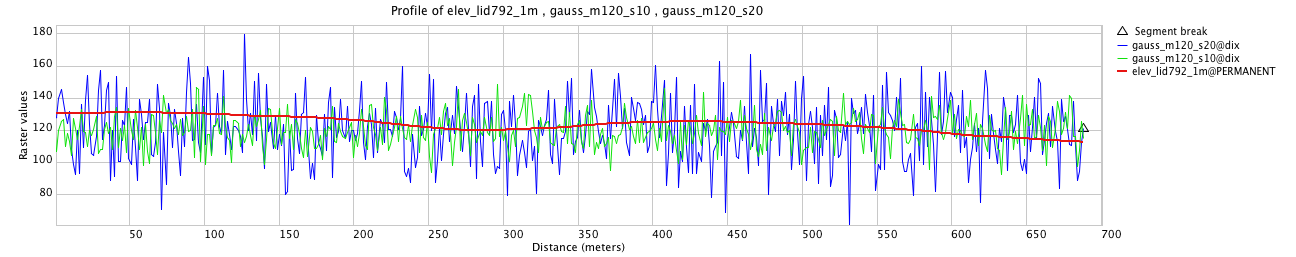 Profile of elev_lid792_1m , gauss_m120_s10 , gauss_m120_s20
180
160
140
120
100
80
Raster values
50 100 150 200 250 300 350 400 450 500 550 600 650 700
Distance (meters)
Segment break
gauss_m120_s20@dix
gauss_m120_s10@dix
elev_lid792_1m@PERMANENT